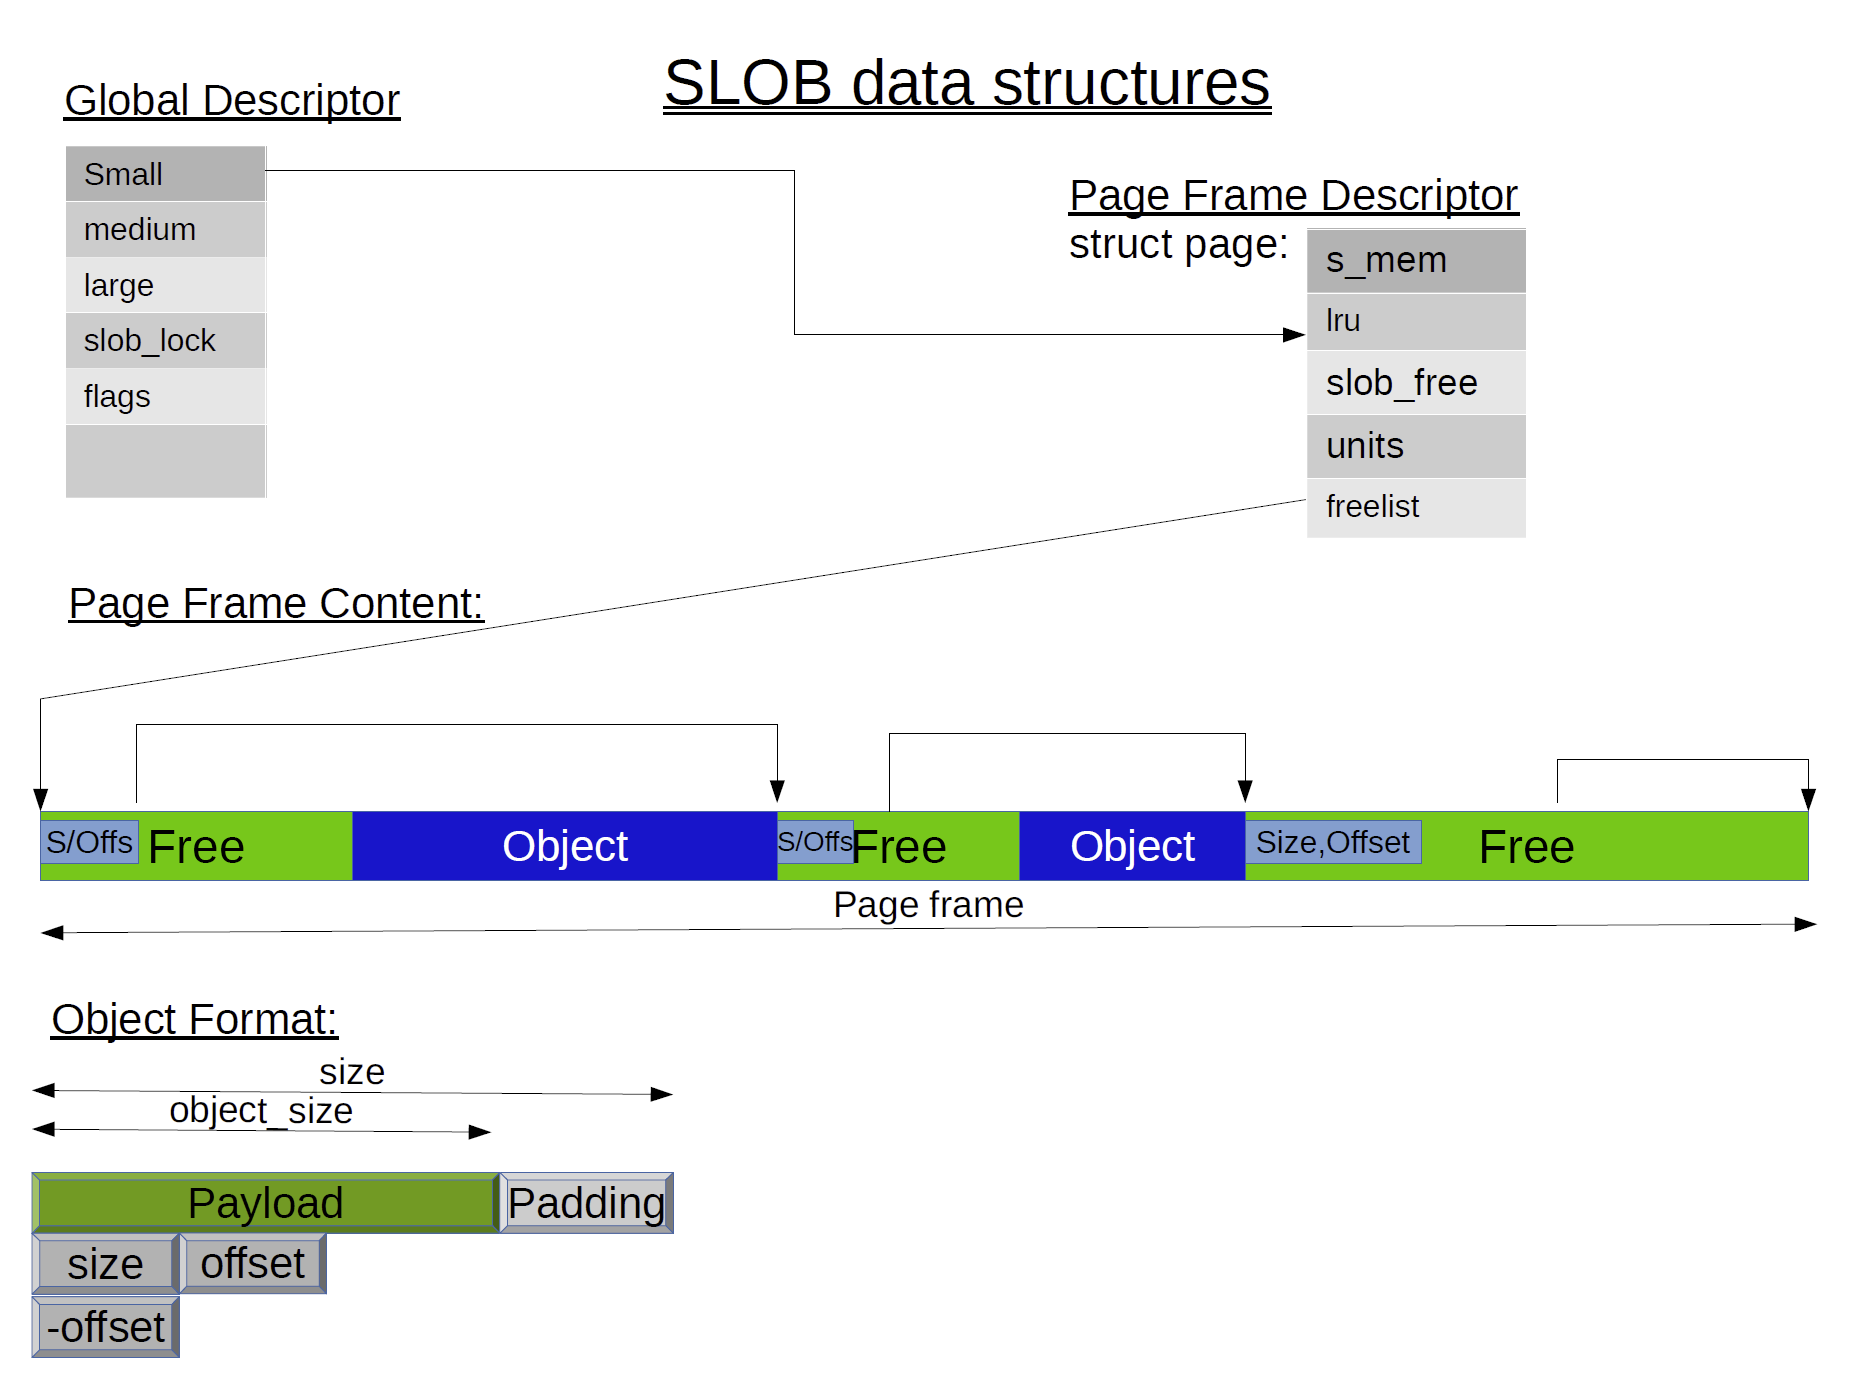 SLOB data structures
Global Descriptor
Small
medium
large
slob_lock
flags
Page Frame Descriptor
struct page:
s_mem
lru
slob_free
units
freelist
Page Frame Content:
S/Offs Free Object S/Offs Free Object Size,Offset Free
Page frame
Object Format:
size
object_size
Payload Padding
size offset
-offset